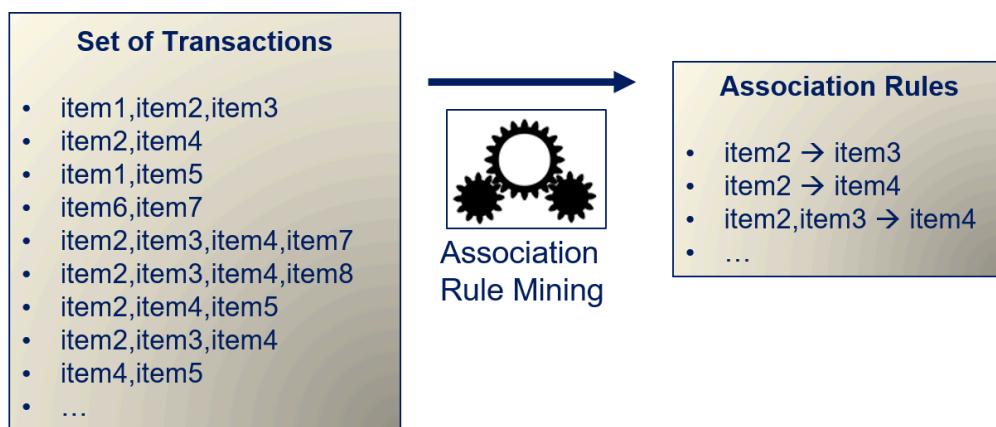 Set of Transactions
• item1,item2,item3
• item2,item4
• item1,item5
• item6,item7
• item2,item3,item4,item7
• item2,item3,item4,item8
• item2,item4,item5
• item2,item3,item4
• item4,item5
• …
Association
Rule Mining
Association Rules
• item2 → item3
• item2 → item4
• item2,item3 → item4
• …